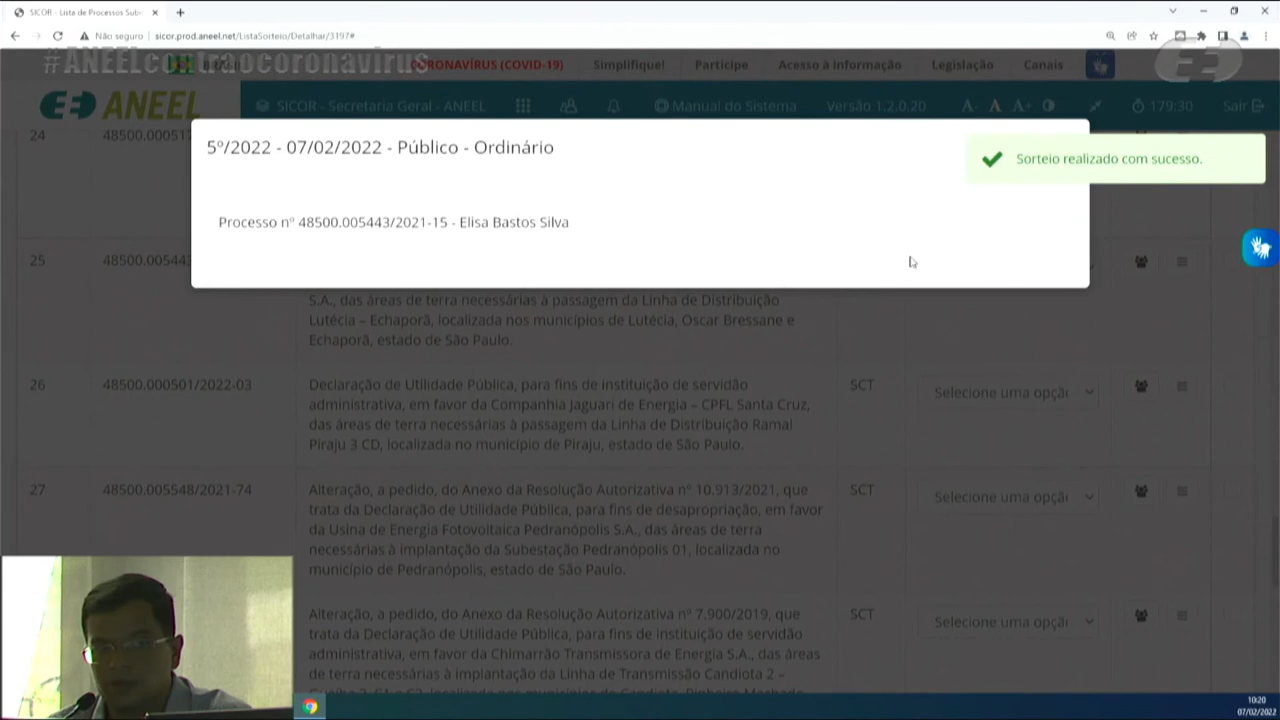 SICOR - Lista de Processos Sub
Não seguro
sicor.prod.aneel.net/ListaSorteio/Detalhar/3197#
#ANEELcontraocoronavirus
CORONAVÍRUS (COVID-19)
Simplifique!
Participe
Acesso à informação
Legislação
Canais
ANEEL
SICOR - Secretaria Geral - ANEEL
Manual do Sistema
Versão 1.2.0.20
A- A A+
179:30
Sair
5º/2022 - 07/02/2022 - Público - Ordinário
Sorteio realizado com sucesso.
Processo nº 48500.005443/2021-15 - Elisa Bastos Silva
24 48500.00051
25 48500.00544
S.A., das áreas de terra necessárias à passagem da Linha de Distribuição
Lutécia – Echaporã, localizada nos municípios de Lutécia, Oscar Bressane e
Echaporã, estado de São Paulo.
26 48500.000501/2022-03
Declaração de Utilidade Pública, para fins de instituição de servidão
administrativa, em favor da Companhia Jaguari de Energia – CPFL Santa Cruz,
das áreas de terra necessárias à passagem da Linha de Distribuição Ramal
Piraju 3 CD, localizada no município de Piraju, estado de São Paulo.
SCT
Selecione uma opçã
27 48500.005548/2021-74
Alteração, a pedido, do Anexo da Resolução Autorizativa nº 10.913/2021, que
trata da Declaração de Utilidade Pública, para fins de desapropriação, em favor
da Usina de Energia Fotovoltaica Pedranópolis S.A., das áreas de terra
necessárias à implantação da Subestação Pedranópolis 01, localizada no
município de Pedranópolis, estado de São Paulo.
SCT
Selecione uma opçã
Alteração, a pedido, do Anexo da Resolução Autorizativa nº 7.900/2019, que
trata da Declaração de Utilidade Pública, para fins de instituição de servidão
administrativa, em favor da Chimarrão Transmissora de Energia S.A., das áreas
de terra necessárias à implantação da Linha de Transmissão Candiota 2 –
SCT
Selecione uma opçã
10:20
07/02/2022